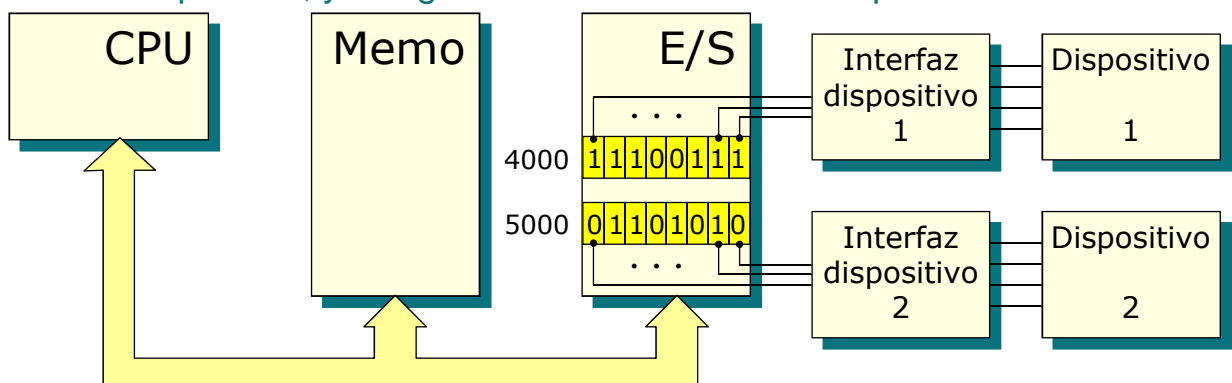 CPU
Memo
E/S
. . .
4000 1 1 1 0 0 1 1 1
5000 0 1 1 0 1 0 1 0
. . .
Interfaz
dispositivo
1
Dispositivo
1
Interfaz
dispositivo
2
Dispositivo
2